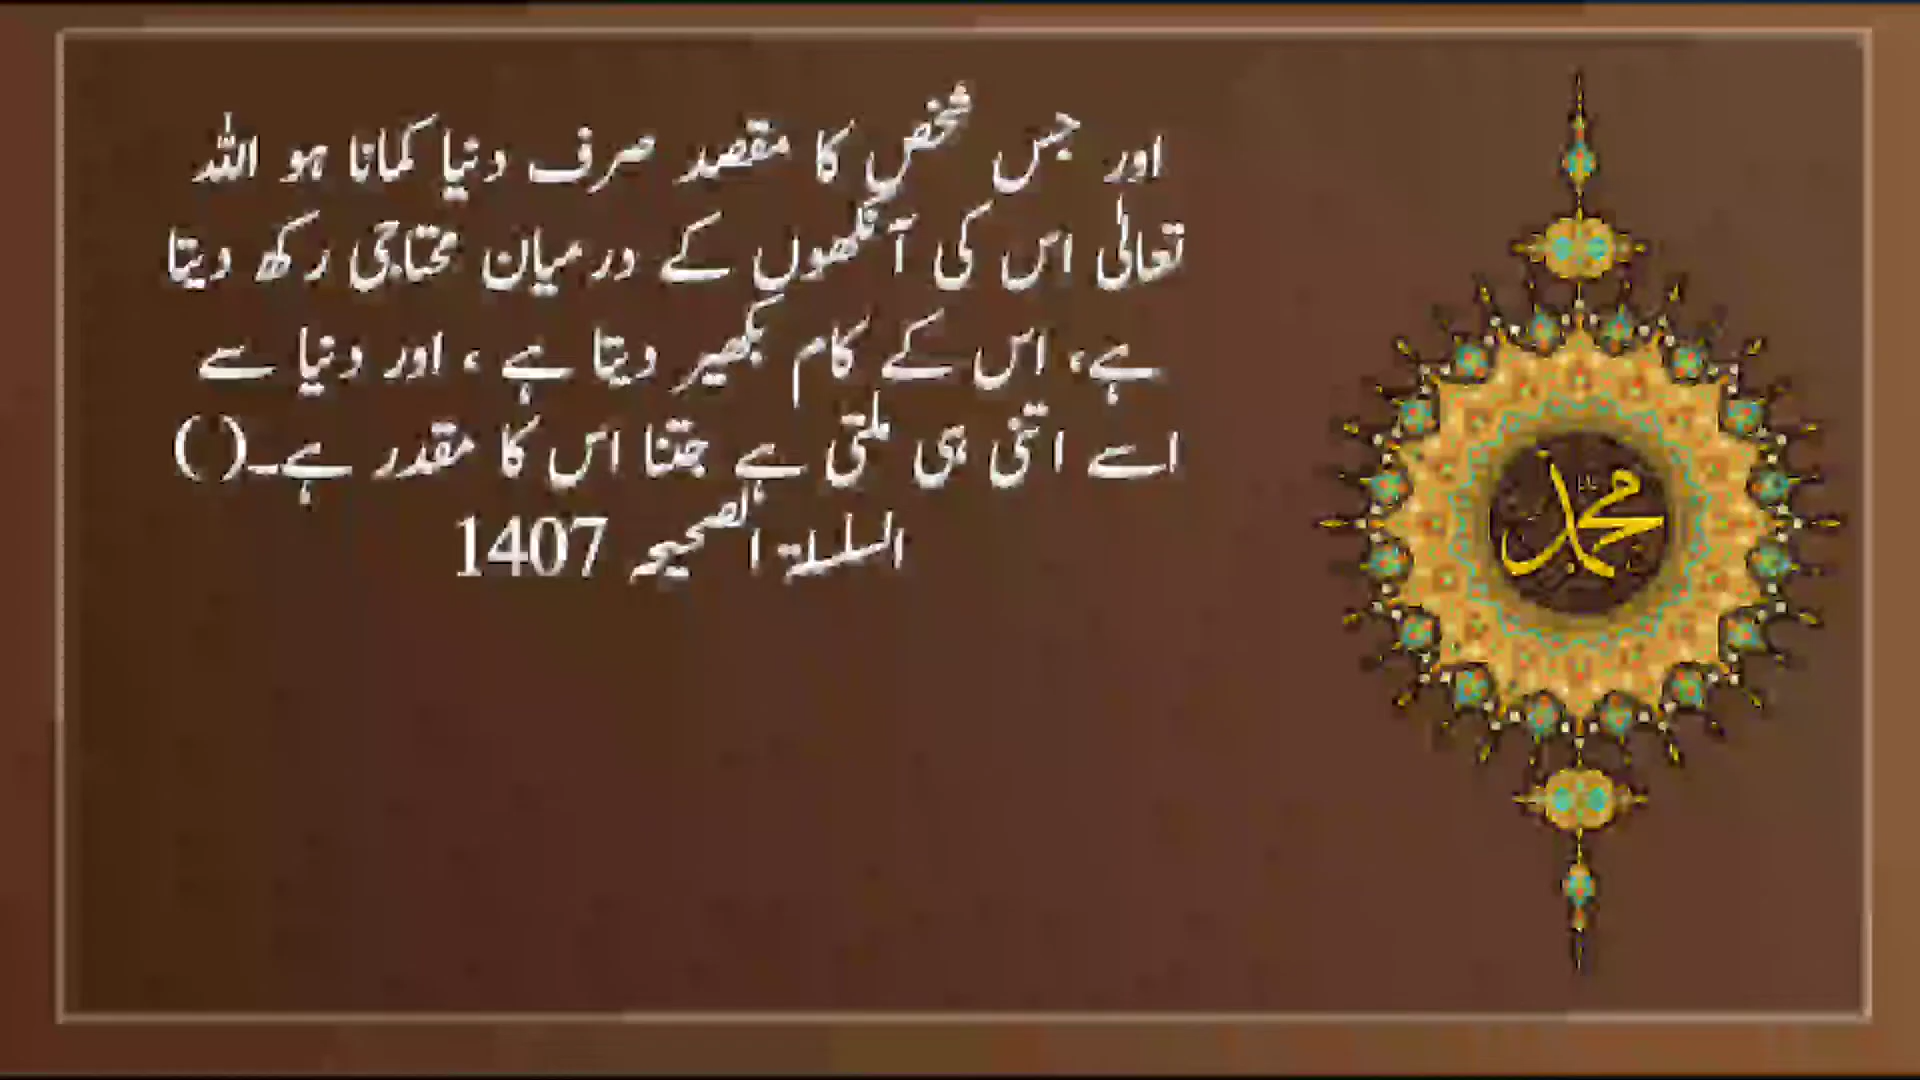 اور جس شخص کا مقصد صرف دنیا کمانا ہو اللہ
تعالٰی اس کی آنکھوں کے درمیان محتاجی رکھ دیتا
ہے، اس کے کام بکھیر دیتا ہے ، اور دنیا سے
اسے اتنی ہی ملتی ہے جتنا اس کا مقدر ہے۔( )
السلسلۃ الصحیحہ 1407
محمد